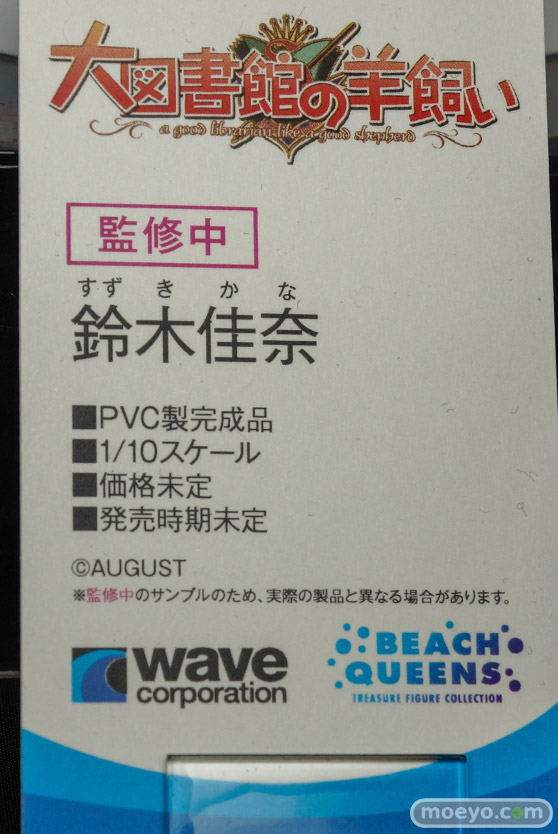 大図書館の羊飼い
a good librarian like a good shepherd
監修中
すずきかな
鈴木佳奈
■PVC製完成品
■1/10スケール
■価格未定
■発売時期未定
©AUGUST
※監修中のサンプルのため、実際の製品と異なる場合があります。
wave
corporation
BEACH
QUEENS
TREASURE FIGURE COLLECTION
moeyo.com